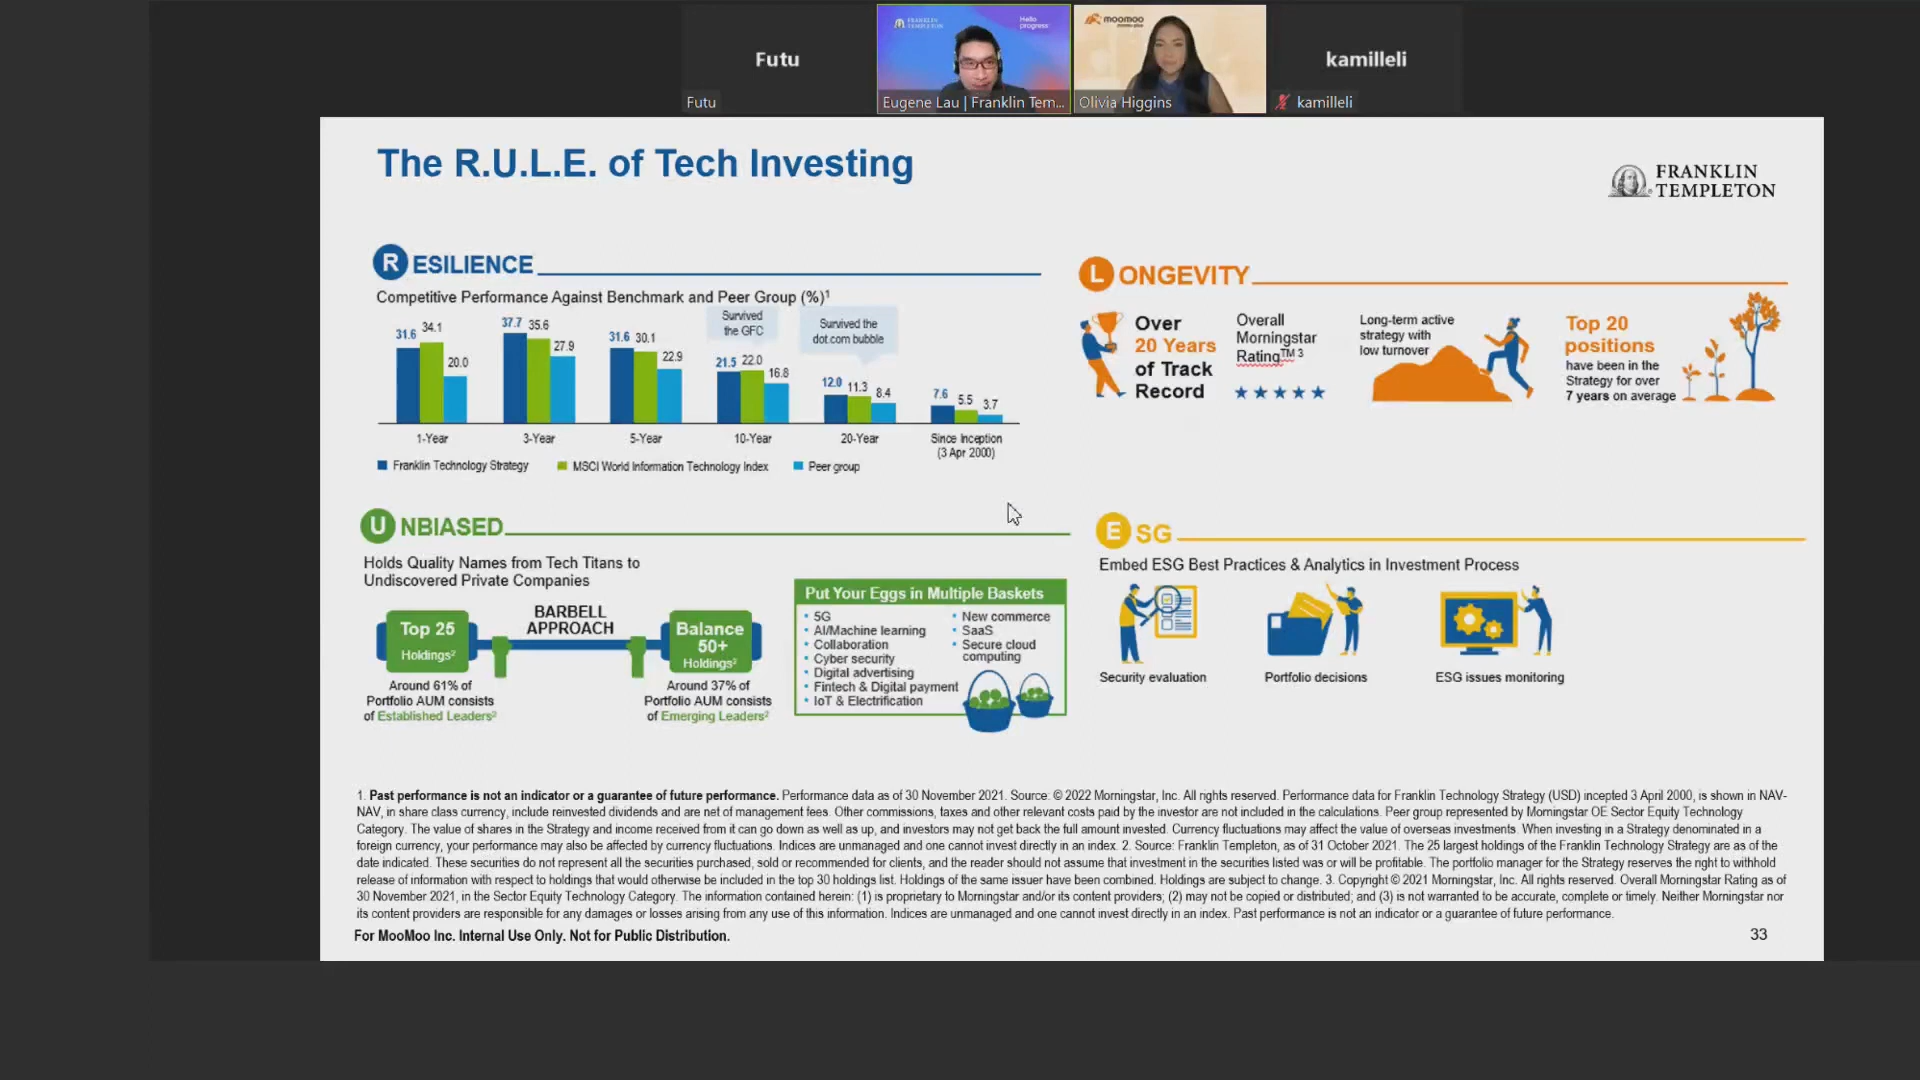 Futu
Futu
FRANKLIN
TEMPLETON
Hello
progress
Eugene Lau | Franklin Tem...
moomoo
Olivia Higgins
kamilleli
kamilleli
The R.U.L.E. of Tech Investing
FRANKLIN
TEMPLETON
RESILIENCE
Competitive Performance Against Benchmark and Peer Group (%)1
31.6 34.1 20.0
37.7 35.6 27.9
31.6 30.1 22.9
Survived
the GFC
21.5 22.0 16.8
Survived the
dot.com bubble
12.0 11.3 8.4
7.6 5.5 3.7
1-Year 3-Year 5-Year 10-Year 20-Year Since Inception
(3 Apr 2000)
Franklin Technology Strategy MSCI World Information Technology Index Peer group
LONGEVITY
Over
20 Years
of Track
Record
Overall
Morningstar
Rating™ 3
★★★★★
Long-term active
strategy with
low turnover
Top 20
positions
have been in the
Strategy for over
7 years on average
UNBIASED
Holds Quality Names from Tech Titans to
Undiscovered Private Companies
Top 25
Holdings2
BARBELL
APPROACH
Balance
50+
Holdings2
Around 61% of
Portfolio AUM consists
of Established Leaders2
Around 37% of
Portfolio AUM consists
of Emerging Leaders2
Put Your Eggs in Multiple Baskets
• 5G
• AI/Machine learning
• Collaboration
• Cyber security
• Digital advertising
• Fintech & Digital payment
• IoT & Electrification
• New commerce
• SaaS
• Secure cloud
computing
ESG
Embed ESG Best Practices & Analytics in Investment Process
Security evaluation
Portfolio decisions
ESG issues monitoring
1. Past performance is not an indicator or a guarantee of future performance. Performance data as of 30 November 2021. Source: © 2022 Morningstar, Inc. All rights reserved. Performance data for Franklin Technology Strategy (USD) incepted 3 April 2000, is shown in NAV-
NAV, in share class currency, include reinvested dividends and are net of management fees. Other commissions, taxes and other relevant costs paid by the investor are not included in the calculations. Peer group represented by Morningstar OE Sector Equity Technology
Category. The value of shares in the Strategy and income received from it can go down as well as up, and investors may not get back the full amount invested. Currency fluctuations may affect the value of overseas investments. When investing in a Strategy denominated in a
foreign currency, your performance may also be affected by currency fluctuations. Indices are unmanaged and one cannot invest directly in an index. 2. Source: Franklin Templeton, as of 31 October 2021. The 25 largest holdings of the Franklin Technology Strategy are as of the
date indicated. These securities do not represent all the securities purchased, sold or recommended for clients, and the reader should not assume that investment in the securities listed was or will be profitable. The portfolio manager for the Strategy reserves the right to withhold
release of information with respect to holdings that would otherwise be included in the top 30 holdings list. Holdings of the same issuer have been combined. Holdings are subject to change. 3. Copyright © 2021 Morningstar, Inc. All rights reserved. Overall Morningstar Rating as of
30 November 2021, in the Sector Equity Technology Category. The information contained herein: (1) is proprietary to Morningstar and/or its content providers; (2) may not be copied or distributed; and (3) is not warranted to be accurate, complete or timely. Neither Morningstar nor
its content providers are responsible for any damages or losses arising from any use of this information. Indices are unmanaged and one cannot invest directly in an index. Past performance is not an indicator or a guarantee of future performance.
For MooMoo Inc. Internal Use Only. Not for Public Distribution.
33